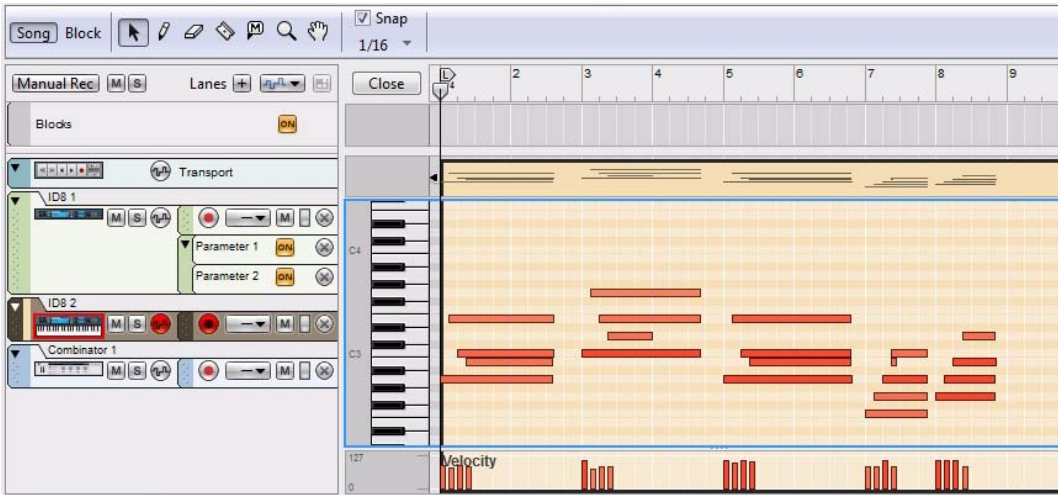 Song Block
Snap
1/16
Manual Rec M S Lanes
Close
L
4 2 3 4 5 6 7 8 9
Blocks ON
Transport
ID8 1
M S M
Parameter 1 ON
Parameter 2 ON
ID8 2
M S M
Combinator 1
M S M
C4
C3
127
0
Velocity